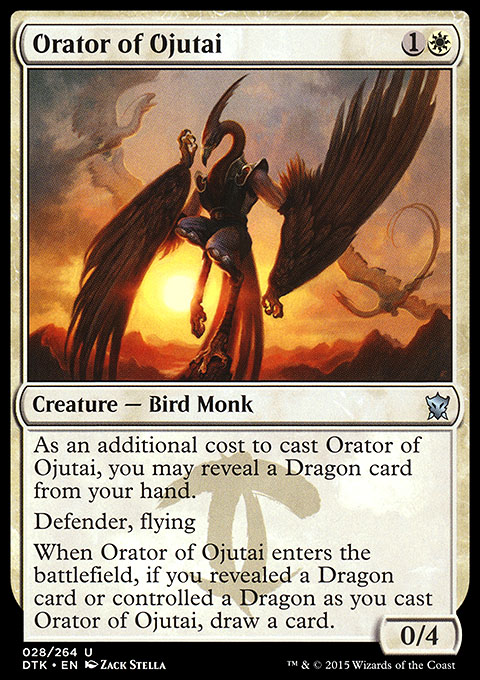 Orator of Ojutai 1
Creature — Bird Monk
As an additional cost to cast Orator of
Ojutai, you may reveal a Dragon card
from your hand.
Defender, flying
When Orator of Ojutai enters the
battlefield, if you revealed a Dragon
card or controlled a Dragon as you cast
Orator of Ojutai, draw a card.
0/4
028/264 U
DTK • EN Zack Stella
™ & © 2015 Wizards of the Coast